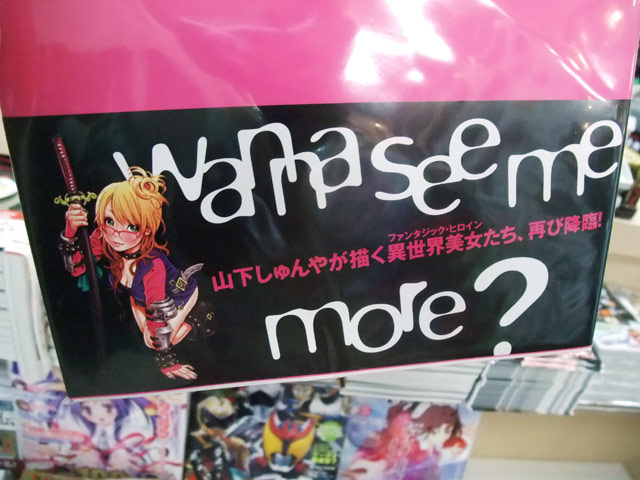 wanna see me
ファンタジック・ヒロイン
山下しゅんやが描く異世界美女たち、再び降臨!
more?